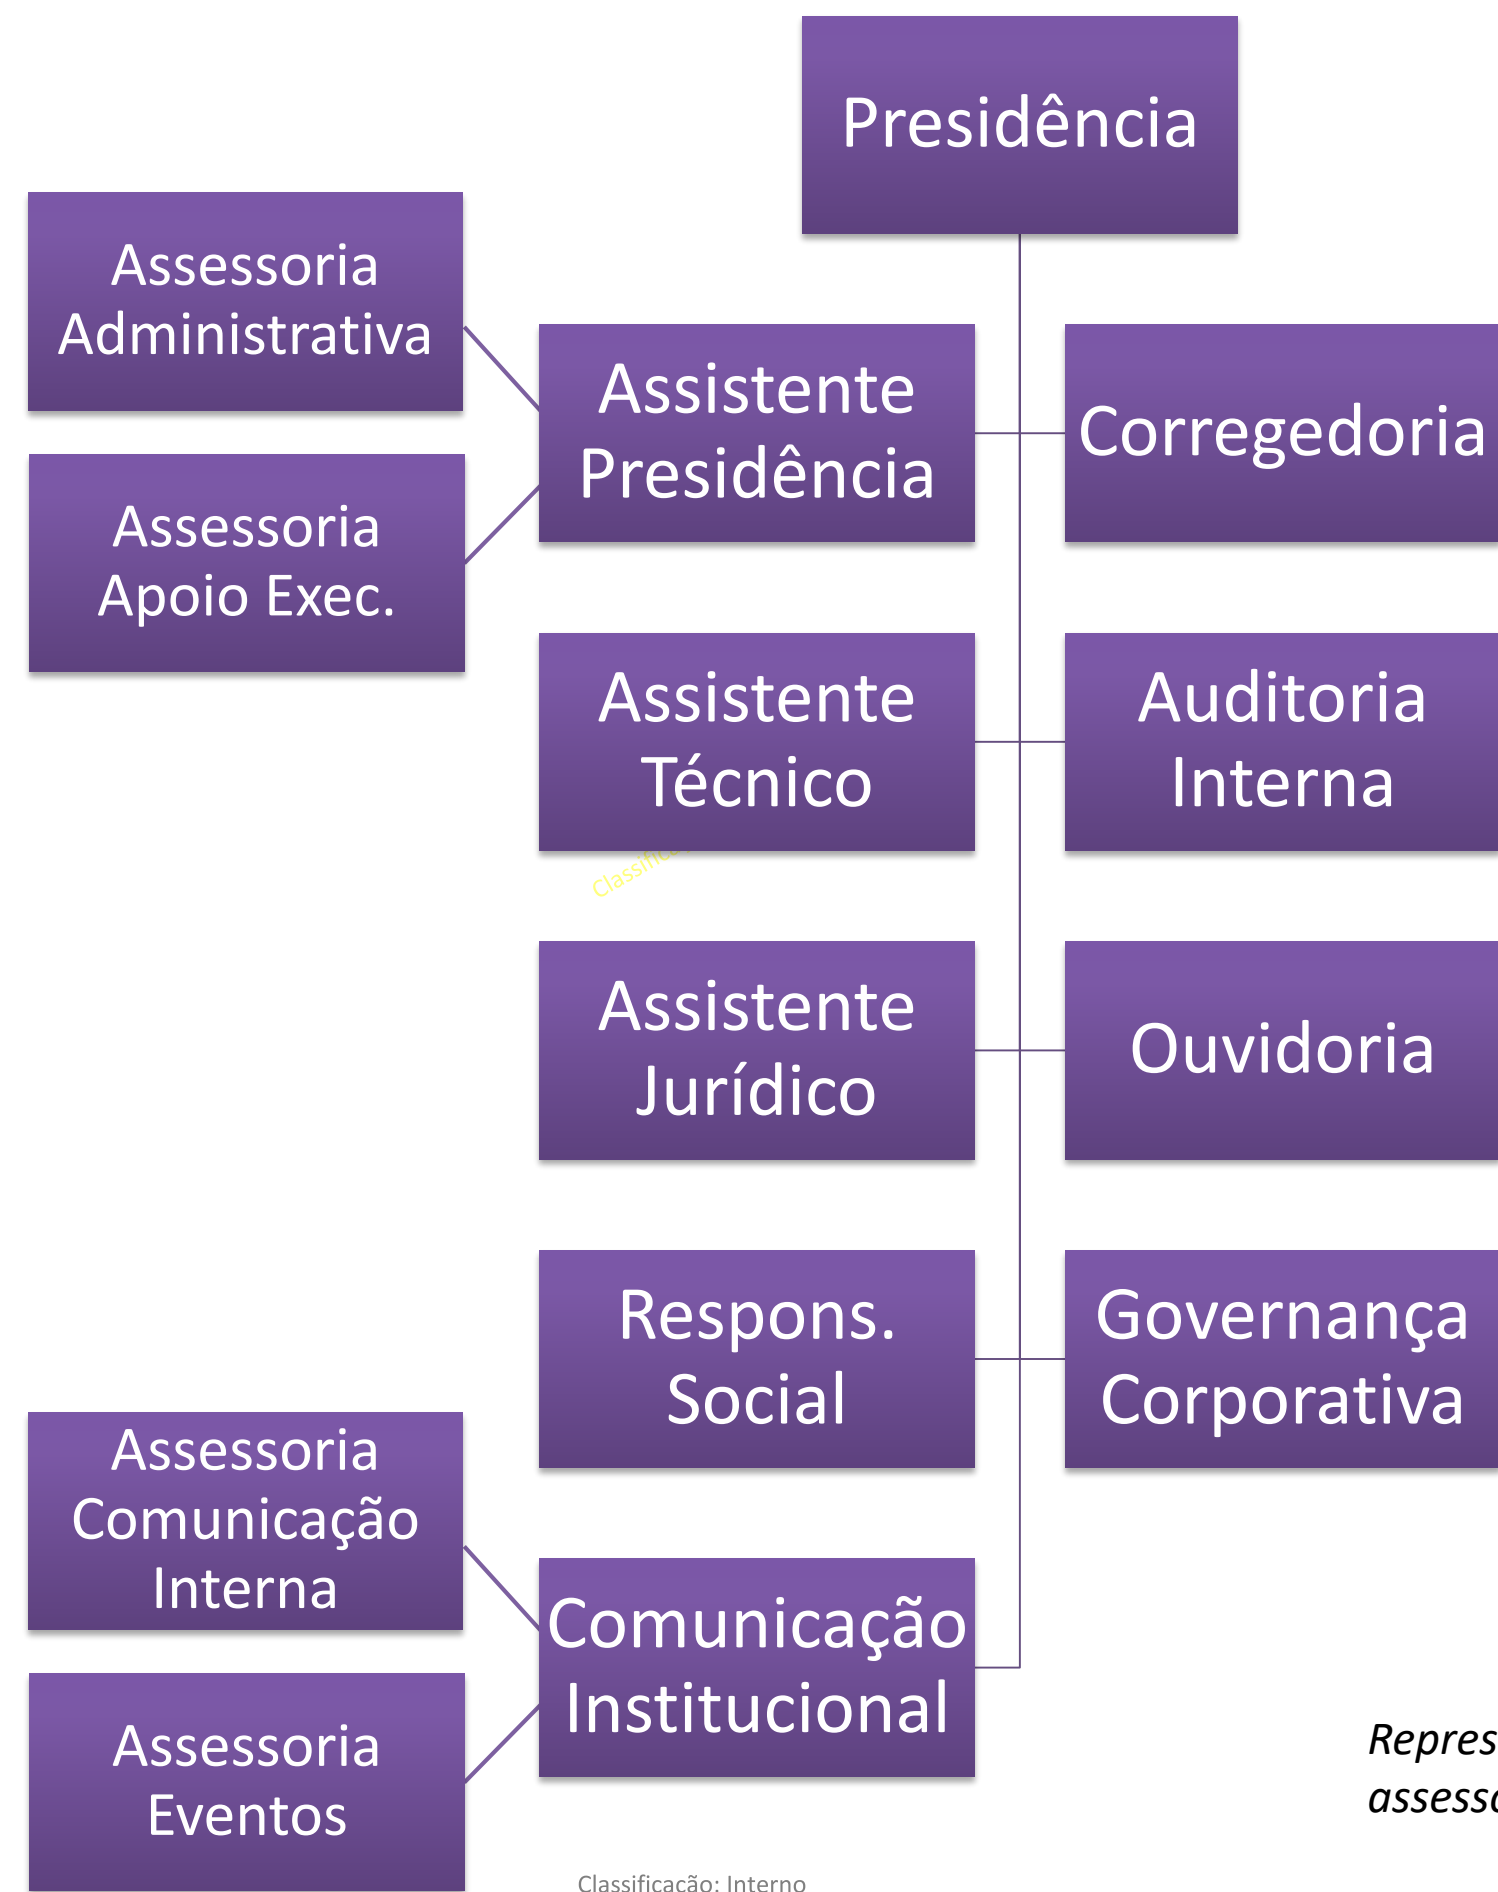 Presidência
Assessoria
Administrativa
Assistente
Presidência
Corregedoria
Assessoria
Apoio Exec.
Assistente
Técnico
Auditoria
Interna
Assistente
Jurídico
Ouvidoria
Respons.
Social
Governança
Corporativa
Assessoria
Comunicação
Interna
Comunicação
Institucional
Assessoria
Eventos
Classificação: Interno